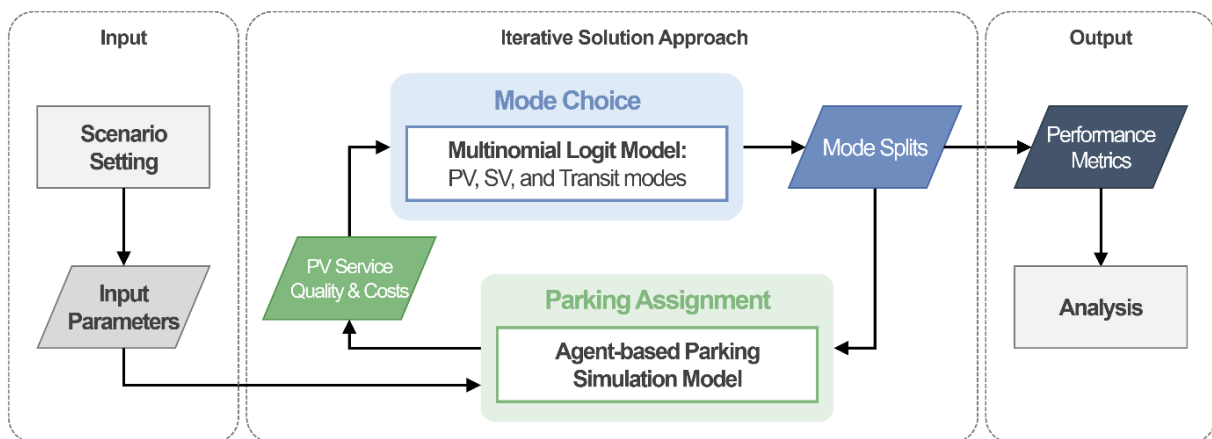 Input
Scenario
Setting
Input
Parameters
Iterative Solution Approach
Mode Choice
Multinomial Logit Model:
PV, SV, and Transit modes
Mode Splits
PV Service
Quality & Costs
Parking Assignment
Agent-based Parking
Simulation Model
Output
Performance
Metrics
Analysis